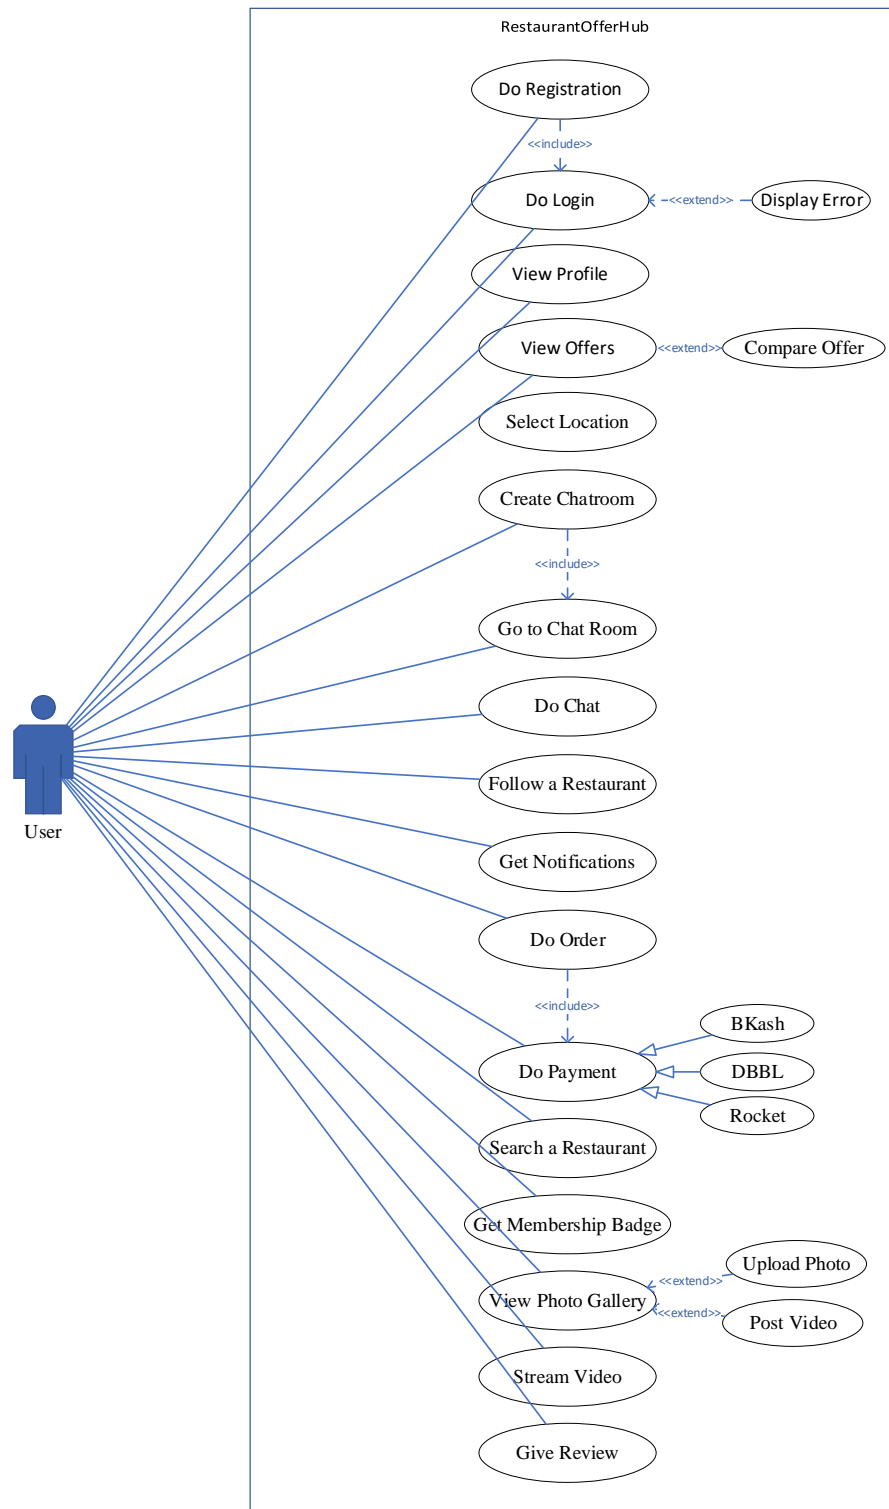 RestaurantOfferHub
Do Registration
<<include>>
Do Login
<<extend>>
Display Error
View Profile
View Offers
<<extend>>
Compare Offer
Select Location
Create Chatroom
<<include>>
Go to Chat Room
Do Chat
Follow a Restaurant
User
Get Notifications
Do Order
<<include>>
BKash
Do Payment
DBBL
Rocket
Search a Restaurant
Get Membership Badge
Upload Photo
<<extend>>
View Photo Gallery
<<extend>>
Post Video
Stream Video
Give Review